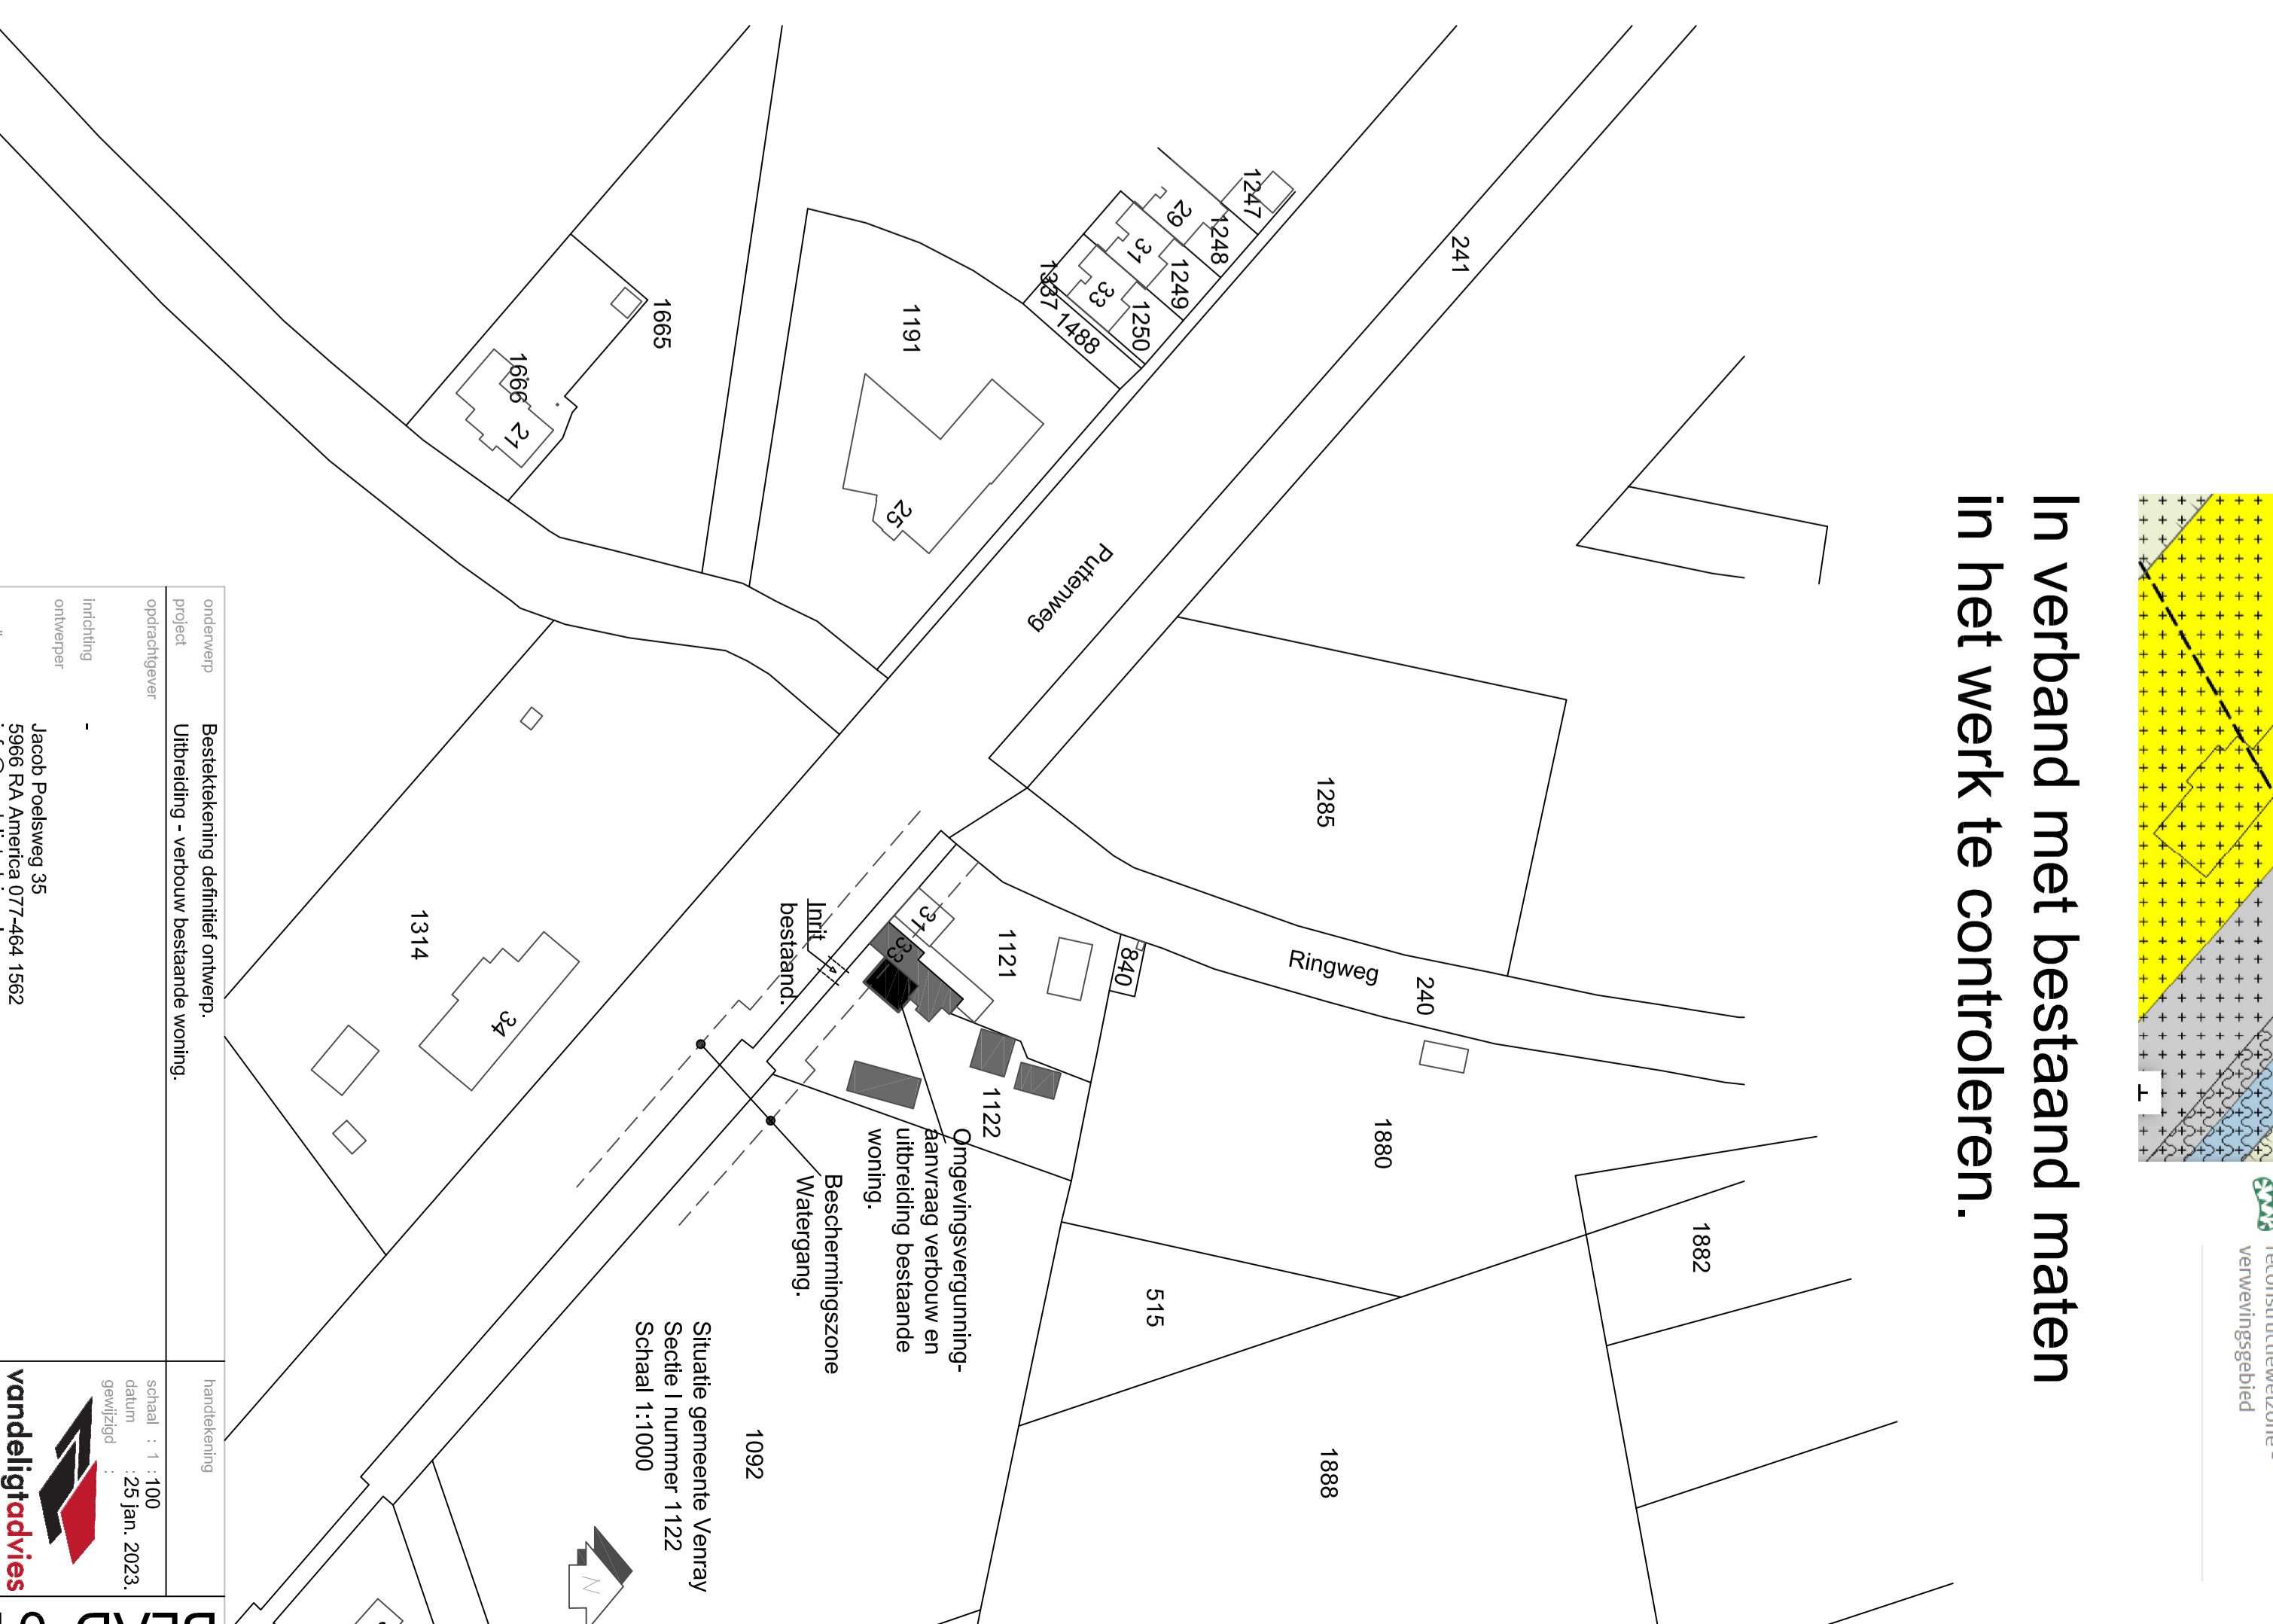 In verband met bestaand maten
in het werk te controleren.
verwevingsgebied
241
1247
1248
1249
1250
29
31
33
1337
1488
1191
25
1665
1666
21
Puttenweg
1285
Ringweg
240
840
1121
31
33
Inrit
bestaand.
1122
1880
1882
515
1888
1092
1314
34
Omgevingsvergunning-
aanvraag verbouw en
uitbreiding bestaande
woning.
Beschermingszone
Watergang.
Situatie gemeente Venray
Sectie I nummer 1122
Schaal 1:1000
N
onderwerp Bestektekening definitief ontwerp.
project Uitbreiding - verbouw bestaande woning.
opdrachtgever
inrichting -
ontwerper
Jacob Poelsweg 35
5966 RA America 077-464 1562
handtekening
schaal : 1 : 100
datum : 25 jan. 2023.
gewijzigd :
vandeligtadvies